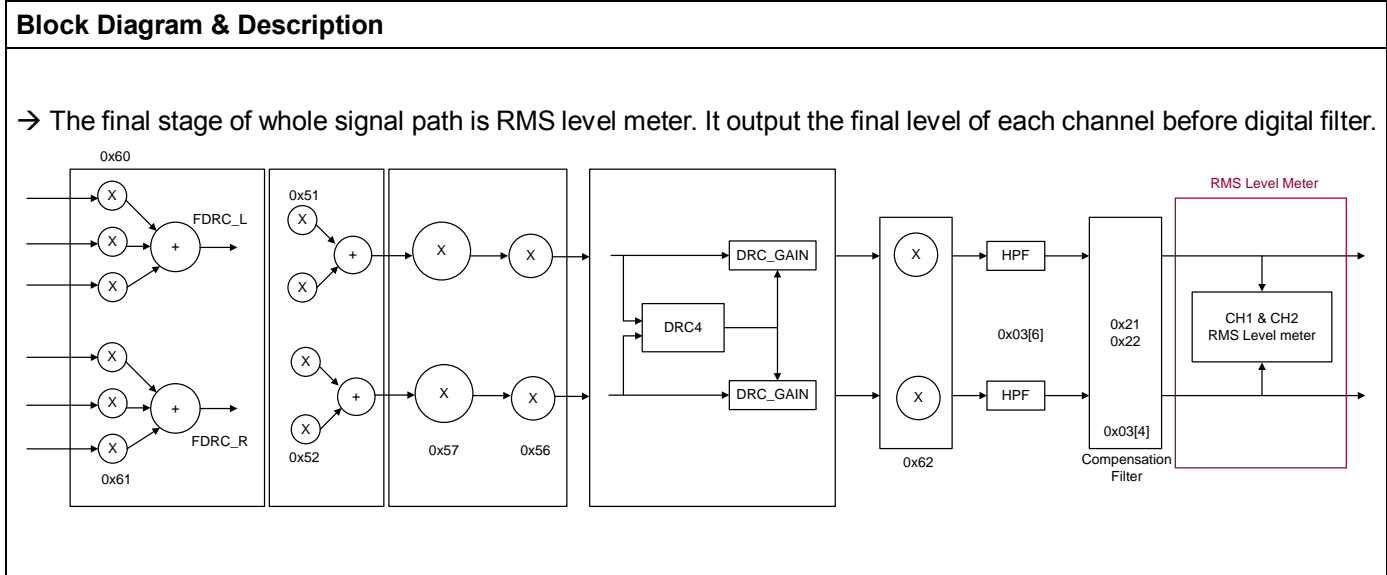 Block Diagram & Description
→ The final stage of whole signal path is RMS level meter. It output the final level of each channel before digital filter.
0x60
X
X
X
+
FDRC_L
X
X
X
+
FDRC_R
0x61
0x51
X
X
+
X
X
+
0x52
X
X
X
X
0x57
0x56
DRC_GAIN
DRC4
DRC_GAIN
X
X
0x62
HPF
0x03[6]
HPF
0x21
0x22
0x03[4]
Compensation
Filter
RMS Level Meter
CH1 & CH2
RMS Level meter